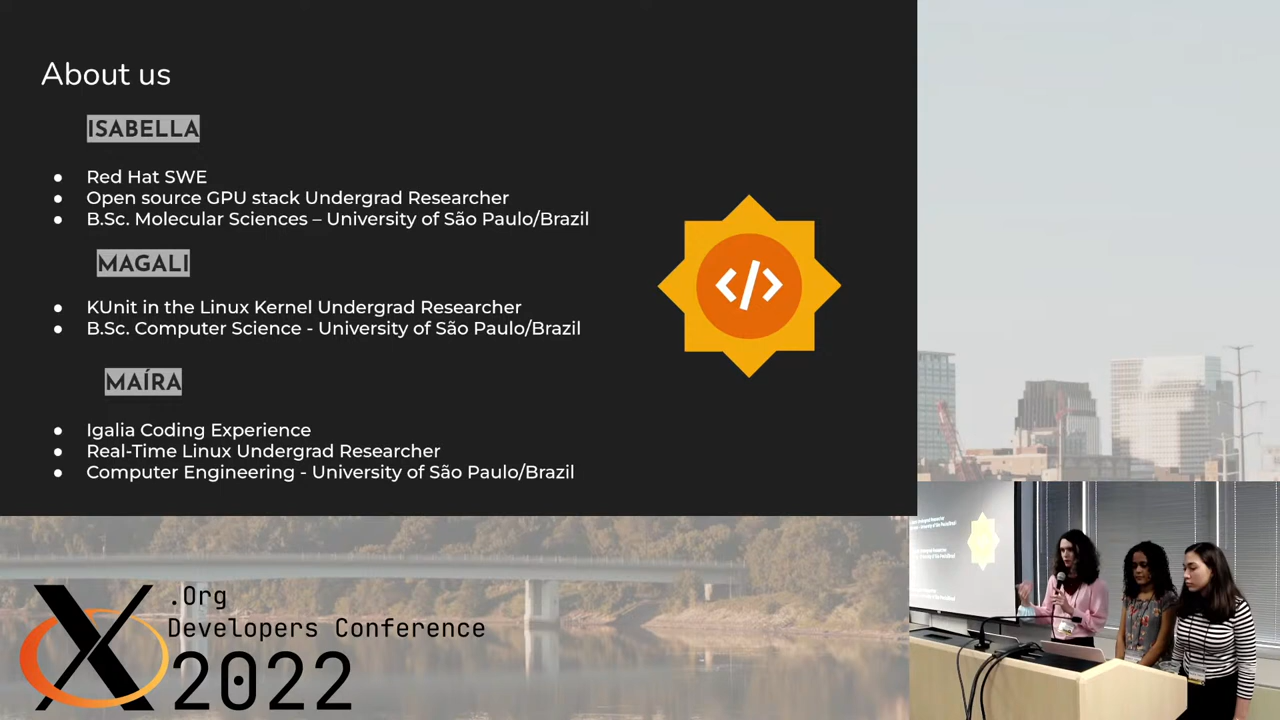 About us
ISABELLA
● Red Hat SWE
● Open source GPU stack Undergrad Researcher
● B.Sc. Molecular Sciences – University of São Paulo/Brazil
MAGALI
● KUnit in the Linux Kernel Undergrad Researcher
● B.Sc. Computer Science - University of São Paulo/Brazil
MAÍRA
● Igalia Coding Experience
● Real-Time Linux Undergrad Researcher
● Computer Engineering - University of São Paulo/Brazil
</>
X.Org
Developers Conference
2022